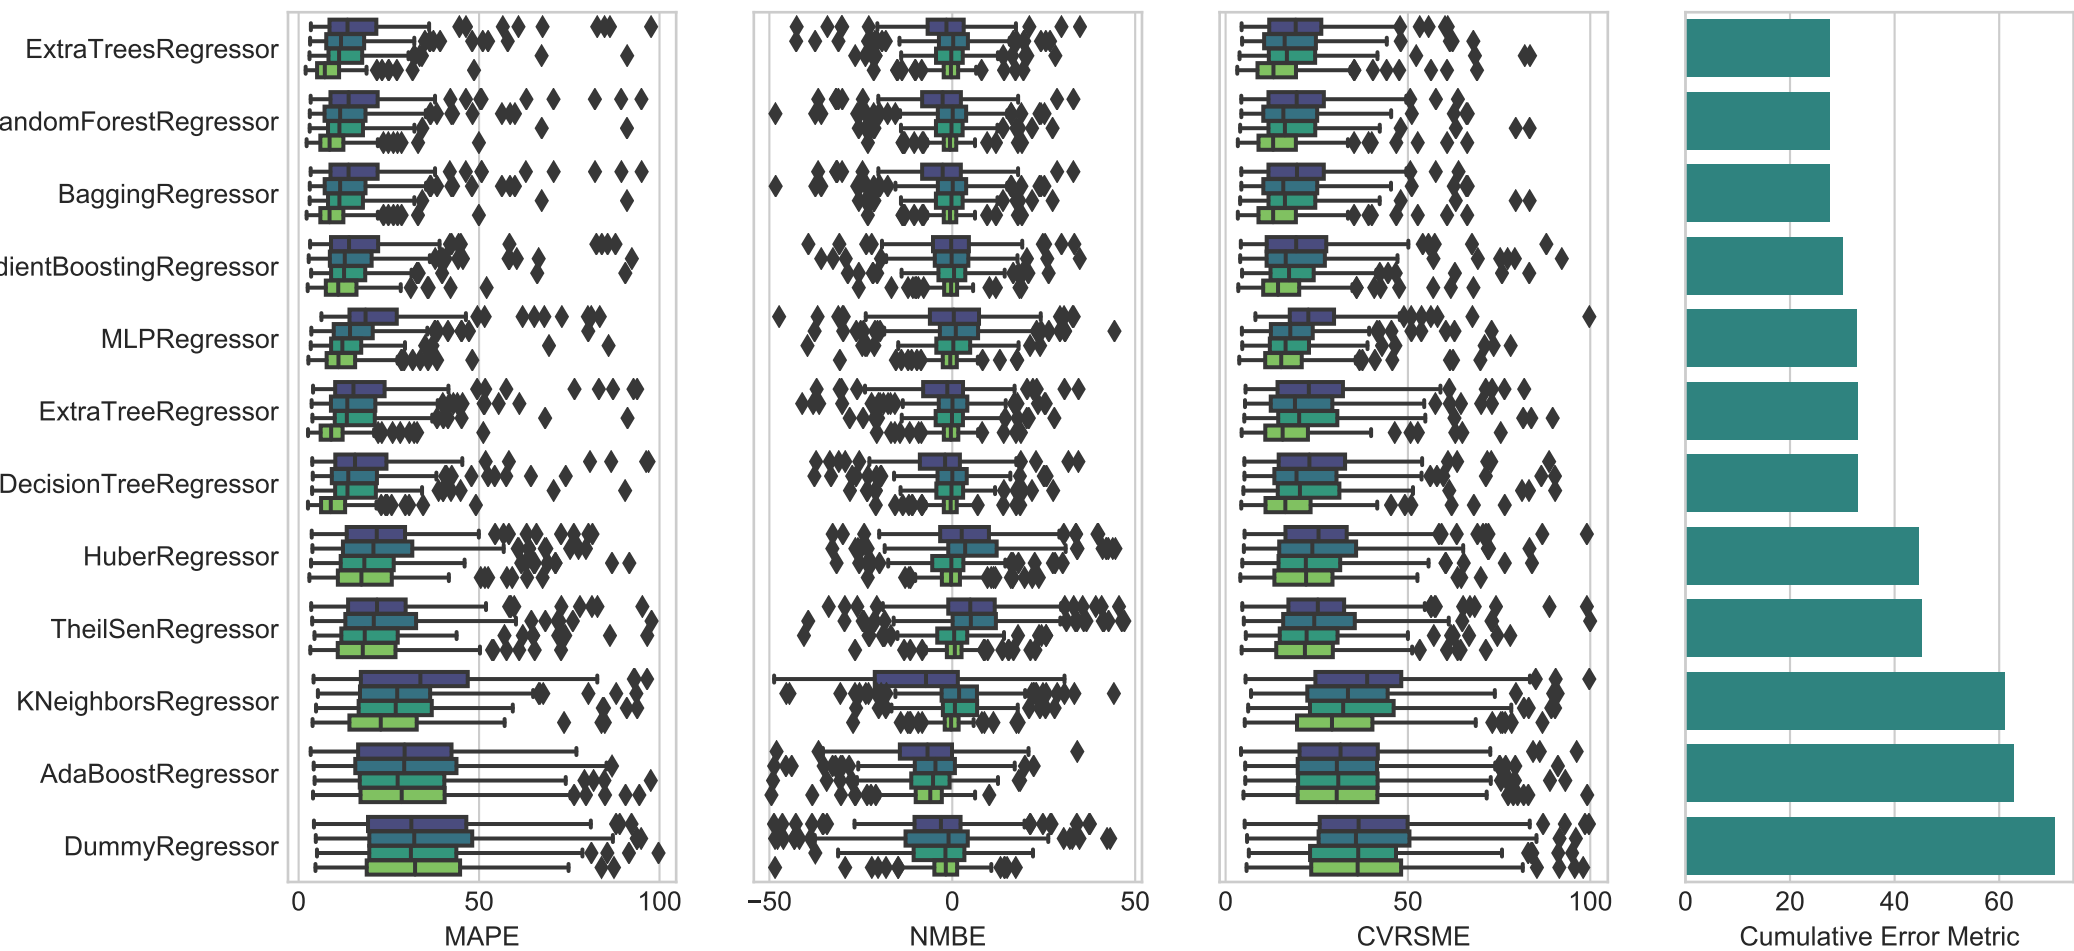 ExtraTreesRegressor
andomForestRegressor
BaggingRegressor
dientBoostingRegressor
MLPRegressor
ExtraTreeRegressor
DecisionTreeRegressor
HuberRegressor
TheilSenRegressor
KNeighborsRegressor
AdaBoostRegressor
DummyRegressor
0 50 100
MAPE
−50 0 50
NMBE
0 50 100
CVRSME
0 20 40 60
Cumulative Error Metric